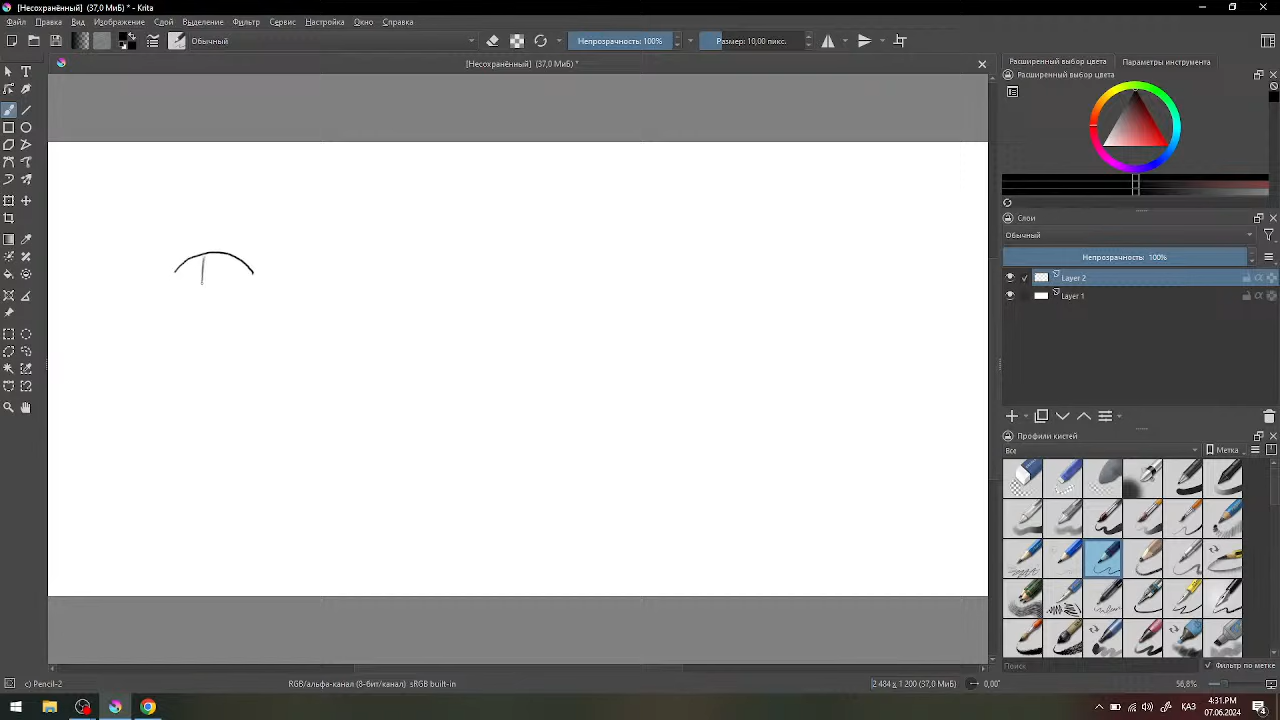 [Несохранённый] (37,0 МиБ) * - Krita
Файл Правка Вид Изображение Слой Выделение Фильтр Сервис Настройка Окно Справка
Обычный Непрозрачность: 100% Размер: 10,00 пикс.
[Несохранённый] (37,0 МиБ) *
Расширенный выбор цвета Параметры инструмента
Расширенный выбор цвета
Слои
Обычный
Непрозрачность: 100%
Layer 2
Layer 1
Профили кистей
Все Метка
Поиск Фильтр по метке
c) Pencil-2 RGB/альфа-канал (8-бит/канал) sRGB built-in 2 484 x 1 200 (37,0 МиБ) 0,00° 56,8%
КАЗ 4:31 PM
07.06.2024